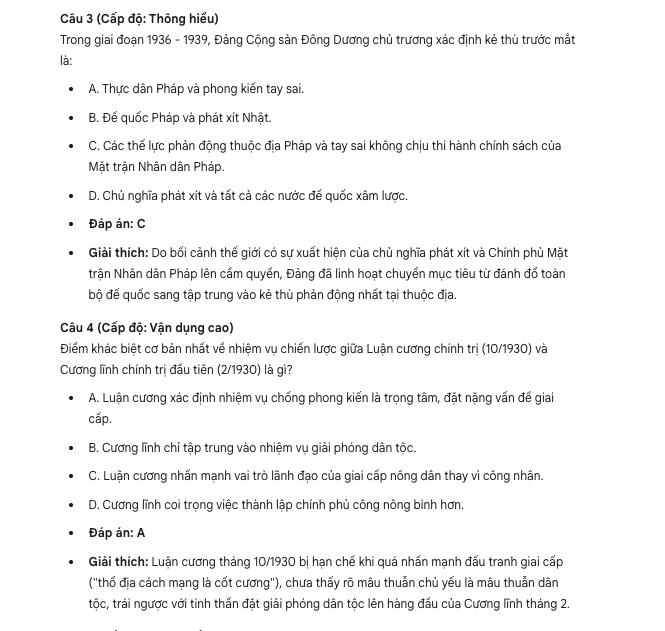 Câu 3 (Cấp độ: Thông hiểu)
Trong giai đoạn 1936 - 1939, Đảng Cộng sản Đông Dương chủ trương xác định kẻ thù trước mắt
là:
• A. Thực dân Pháp và phong kiến tay sai.
• B. Đế quốc Pháp và phát xít Nhật.
• C. Các thế lực phản động thuộc địa Pháp và tay sai không chịu thi hành chính sách của
Mặt trận Nhân dân Pháp.
• D. Chủ nghĩa phát xít và tất cả các nước đế quốc xâm lược.
• Đáp án: C
• Giải thích: Do bối cảnh thế giới có sự xuất hiện của chủ nghĩa phát xít và Chính phủ Mặt
trận Nhân dân Pháp lên cầm quyền, Đảng đã linh hoạt chuyển mục tiêu từ đánh đổ toàn
bộ đế quốc sang tập trung vào kẻ thù phản động nhất tại thuộc địa.
Câu 4 (Cấp độ: Vận dụng cao)
Điểm khác biệt cơ bản nhất về nhiệm vụ chiến lược giữa Luận cương chính trị (10/1930) và
Cương lĩnh chính trị đầu tiên (2/1930) là gì?
• A. Luận cương xác định nhiệm vụ chống phong kiến là trọng tâm, đặt nặng vấn đề giai
cấp.
• B. Cương lĩnh chỉ tập trung vào nhiệm vụ giải phóng dân tộc.
• C. Luận cương nhấn mạnh vai trò lãnh đạo của giai cấp nông dân thay vì công nhân.
• D. Cương lĩnh coi trọng việc thành lập chính phủ công nông binh hơn.
• Đáp án: A
• Giải thích: Luận cương tháng 10/1930 bị hạn chế khi quá nhấn mạnh đấu tranh giai cấp
("thổ địa cách mạng là cốt cương"), chưa thấy rõ mâu thuẫn chủ yếu là mâu thuẫn dân
tộc, trái ngược với tinh thần đặt giải phóng dân tộc lên hàng đầu của Cương lĩnh tháng 2.